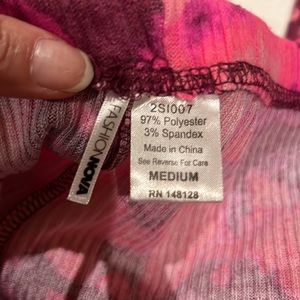 FASHIONNOVA
2SI007
97% Polyester
3% Spandex
Made in China
See Reverse For Care
MEDIUM
RN 148128